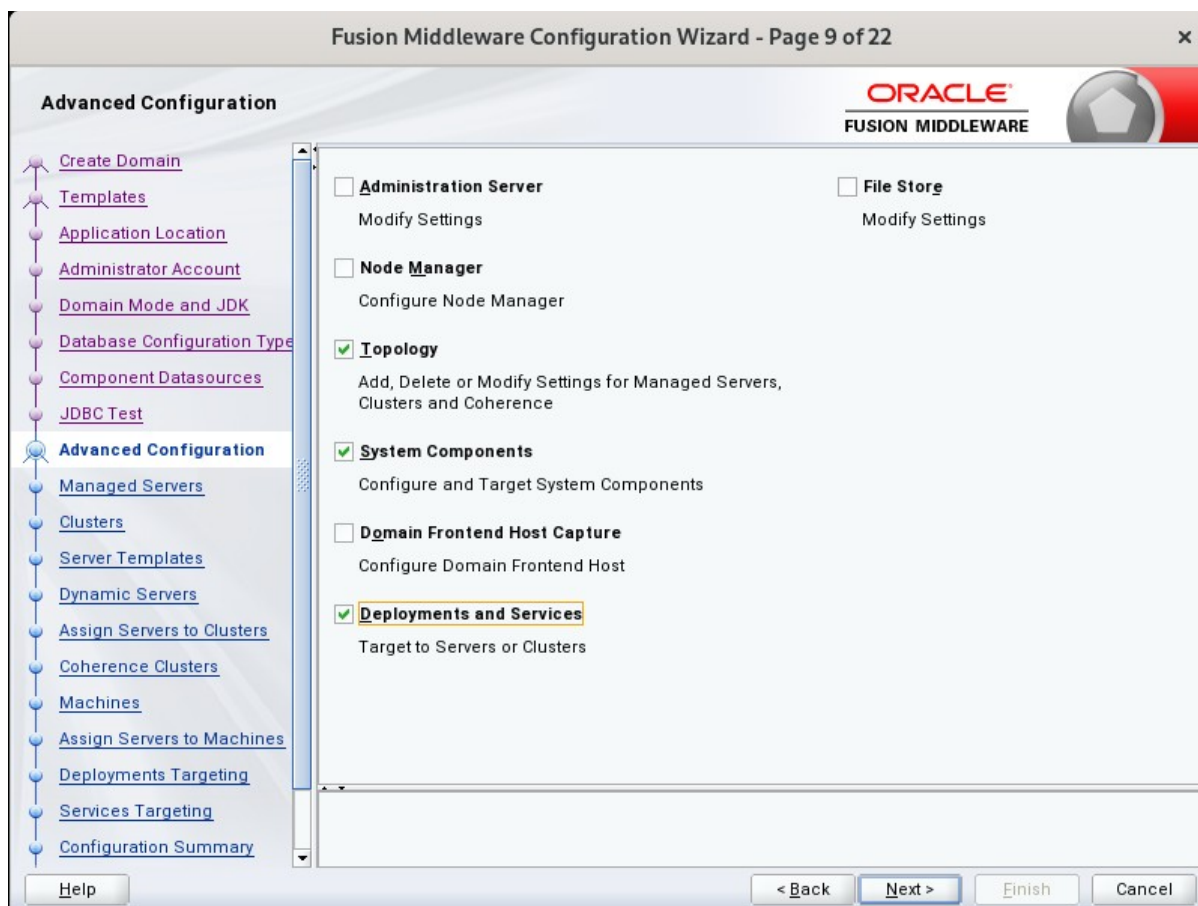 Fusion Middleware Configuration Wizard - Page 9 of 22
Advanced Configuration
ORACLE
FUSION MIDDLEWARE
Create Domain
Templates
Application Location
Administrator Account
Domain Mode and JDK
Database Configuration Type
Component Datasources
JDBC Test
Advanced Configuration
Managed Servers
Clusters
Server Templates
Dynamic Servers
Assign Servers to Clusters
Coherence Clusters
Machines
Assign Servers to Machines
Deployments Targeting
Services Targeting
Configuration Summary
Administration Server
Modify Settings
Node Manager
Configure Node Manager
Topology
Add, Delete or Modify Settings for Managed Servers,
Clusters and Coherence
System Components
Configure and Target System Components
Domain Frontend Host Capture
Configure Domain Frontend Host
Deployments and Services
Target to Servers or Clusters
File Store
Modify Settings
Help
< Back
Next >
Finish
Cancel